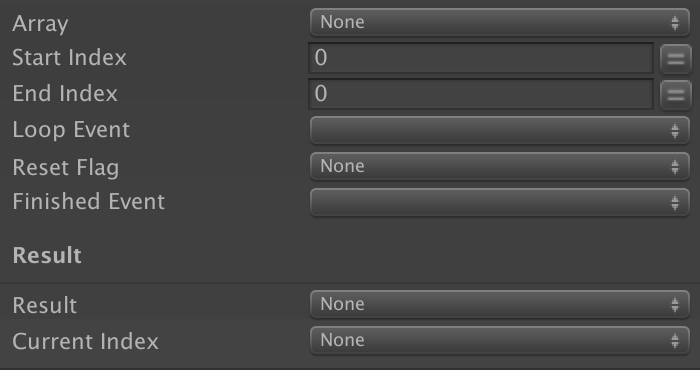 Array None
Start Index 0
End Index 0
Loop Event
Reset Flag None
Finished Event
Result
Result None
Current Index None